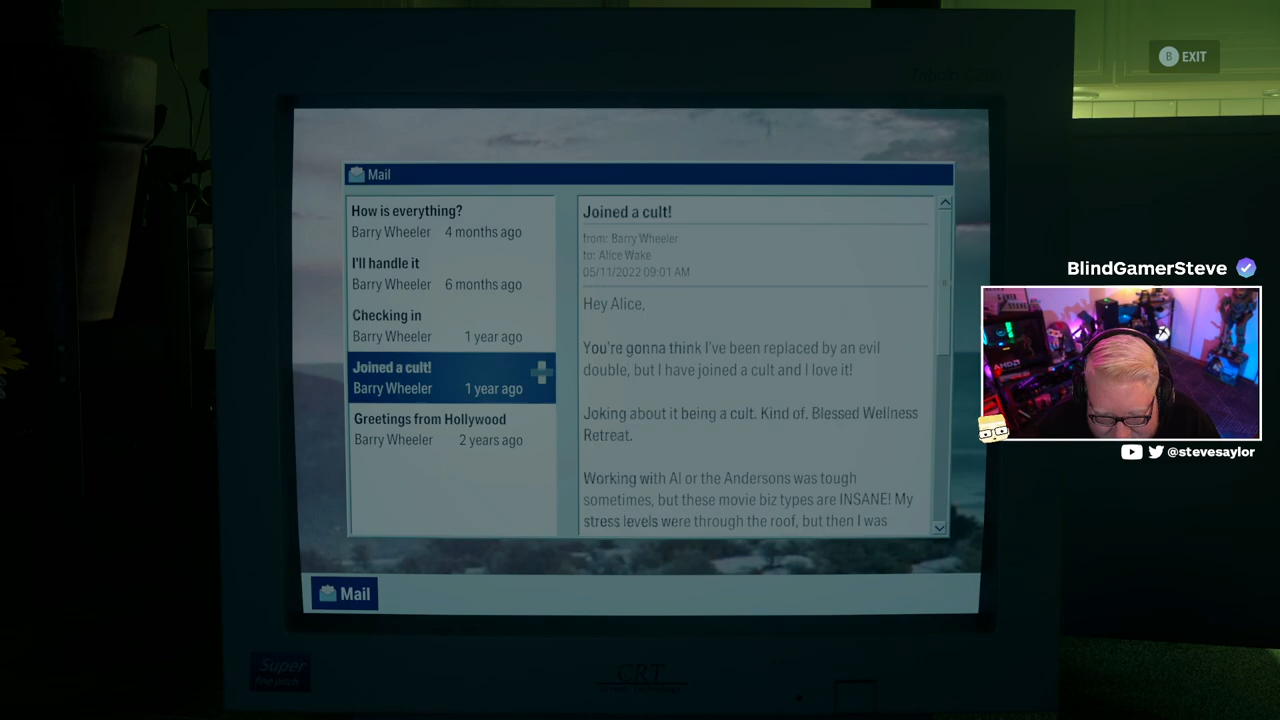 B EXIT
Mail
How is everything?
Barry Wheeler 4 months ago
I'll handle it
Barry Wheeler 6 months ago
Checking in
Barry Wheeler 1 year ago
Joined a cult!
Barry Wheeler 1 year ago
Greetings from Hollywood
Barry Wheeler 2 years ago
Joined a cult!
from: Barry Wheeler
to: Alice Wake
05/11/2022 09:01 AM
Hey Alice,
You're gonna think I've been replaced by an evil
double, but I have joined a cult and I love it!
Joking about it being a cult. Kind of. Blessed Wellness
Retreat.
Working with Al or the Andersons was tough
sometimes, but these movie biz types are INSANE! My
stress levels were through the roof, but then I was
Mail
BlindGamerSteve
AMD
@stevesaylor
Super
fine pitch
CRT